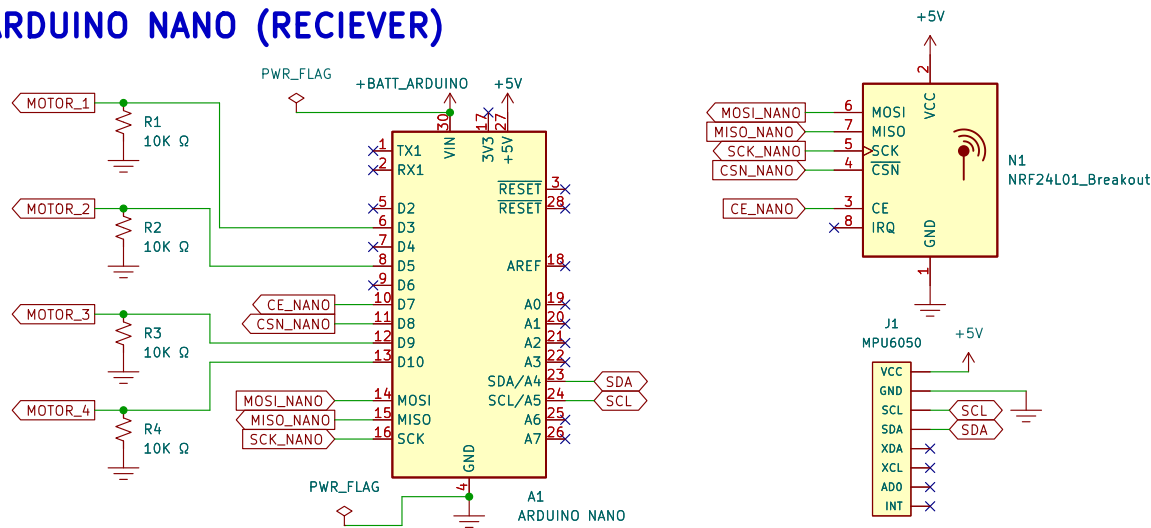 ARDUINO NANO (RECIEVER)
MOTOR_1
R1
10K Ω
MOTOR_2
R2
10K Ω
MOTOR_3
R3
10K Ω
MOTOR_4
R4
10K Ω
PWR_FLAG
+BATT_ARDUINO
+5V
30
17
27
VIN
3V3
+5V
1 TX1
2 RX1
5 D2
6 D3
7 D4
8 D5
9 D6
CE_NANO 10 D7
CSN_NANO 11 D8
12 D9
13 D10
MOSI_NANO 14 MOSI
MISO_NANO 15 MISO
SCK_NANO 16 SCK
RESET 3
RESET 28
AREF 18
A0 19
A1 20
A2 21
A3 22
SDA/A4 23 SDA
SCL/A5 24 SCL
A6 25
A7 26
GND
4
PWR_FLAG
A1
ARDUINO NANO
+5V
2
VCC
MOSI_NANO 6 MOSI
MISO_NANO 7 MISO
SCK_NANO 5 SCK
CSN_NANO 4 CSN
CE_NANO 3 CE
8 IRQ
GND
1
N1
NRF24L01_Breakout
J1
MPU6050
+5V
VCC
GND
SCL SCL
SDA SDA
XDA
XCL
ADO
INT